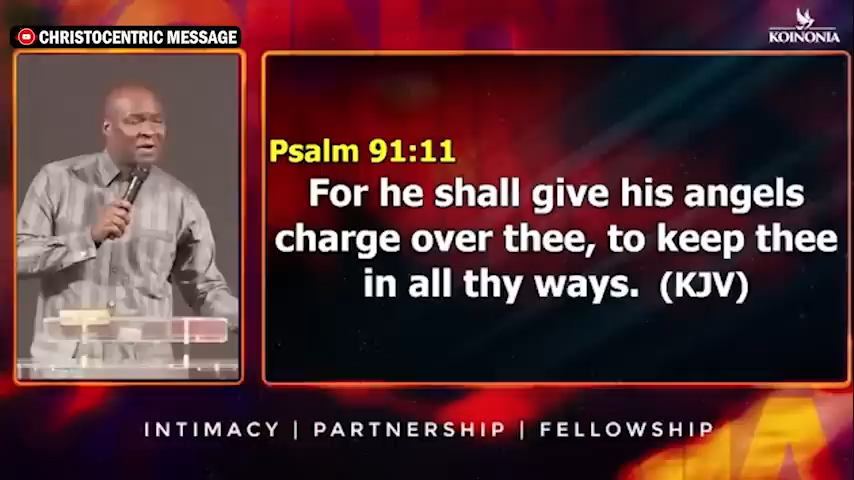 CHRISTOCENTRIC MESSAGE
KOINONIA
Psalm 91:11
For he shall give his angels
charge over thee, to keep thee
in all thy ways. (KJV)
INTIMACY | PARTNERSHIP | FELLOWSHIP